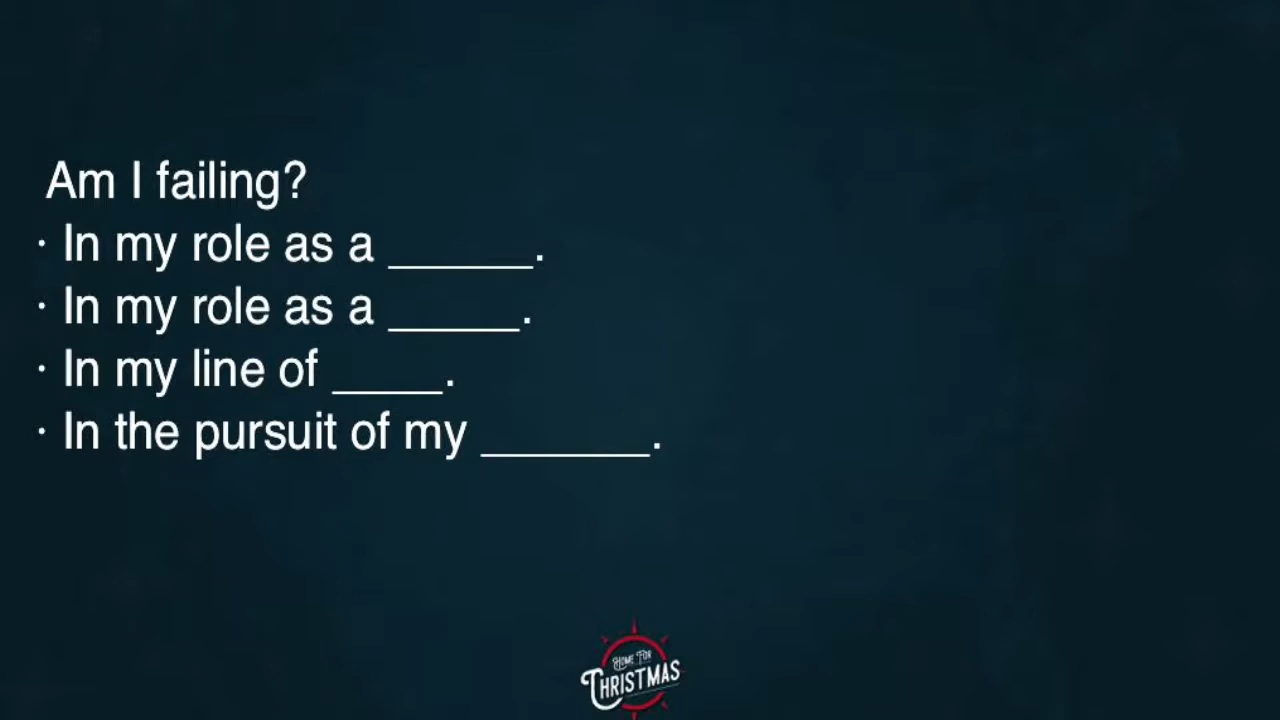 Am I failing?
· In my role as a ______.
· In my role as a _____.
· In my line of ____.
· In the pursuit of my _______.
HOME FOR
CHRISTMAS